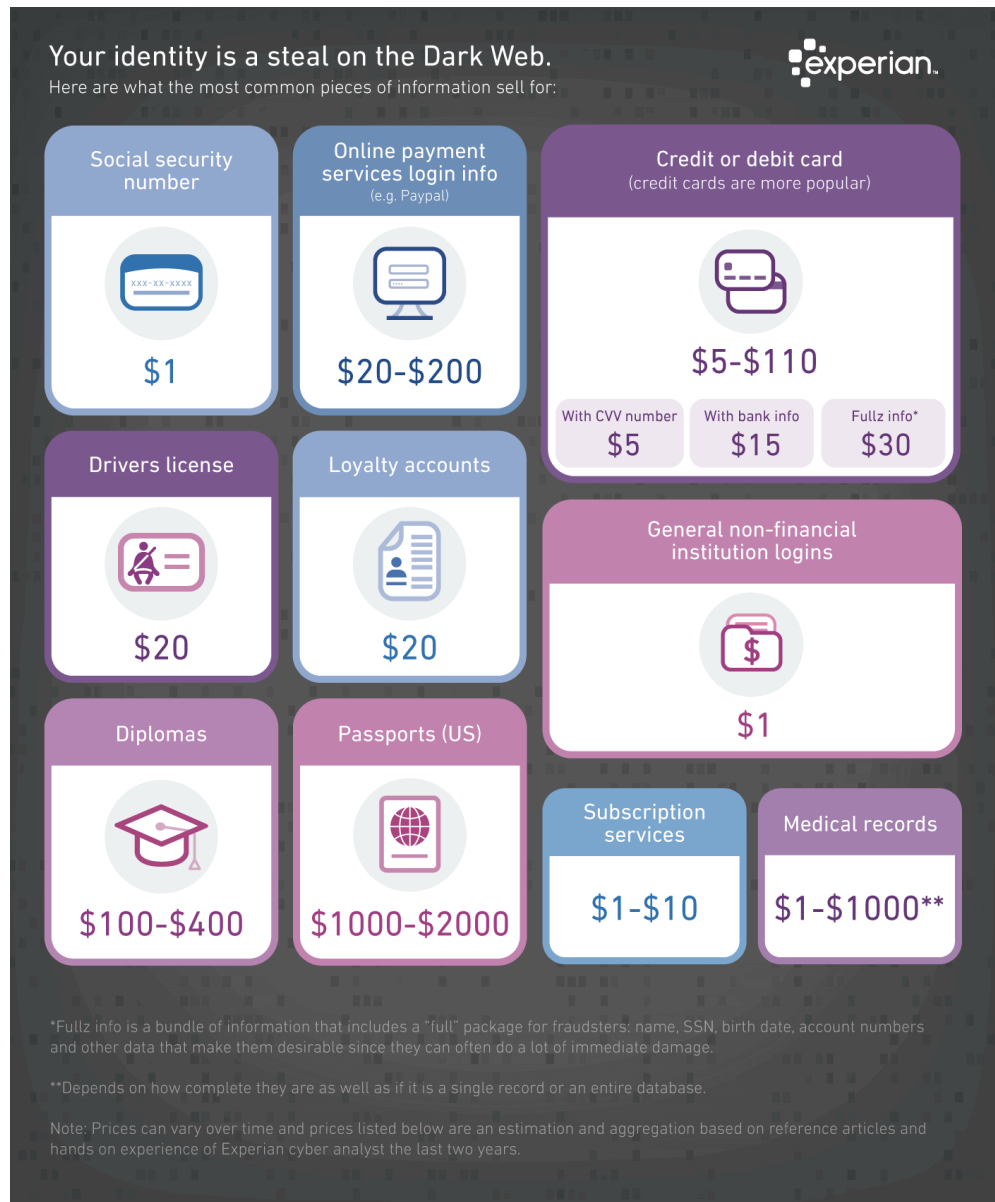 Your identity is a steal on the Dark Web.
Here are what the most common pieces of information sell for:
experian™
Social security
number
xxx-xx-xxxx
$1
Online payment
services login info
(e.g. Paypal)
$20-$200
Credit or debit card
(credit cards are more popular)
$5-$110
With CVV number
$5
With bank info
$15
Fullz info*
$30
Drivers license
$20
Loyalty accounts
$20
General non-financial
institution logins
$
$1
Diplomas
$100-$400
Passports (US)
$1000-$2000
Subscription
services
$1-$10
Medical records
$1-$1000**
*Fullz info is a bundle of information that includes a “full” package for fraudsters: name, SSN, birth date, account numbers
and other data that make them desirable since they can often do a lot of immediate damage.
**Depends on how complete they are as well as if it is a single record or an entire database.
Note: Prices can vary over time and prices listed below are an estimation and aggregation based on reference articles and
hands on experience of Experian cyber analyst the last two years.